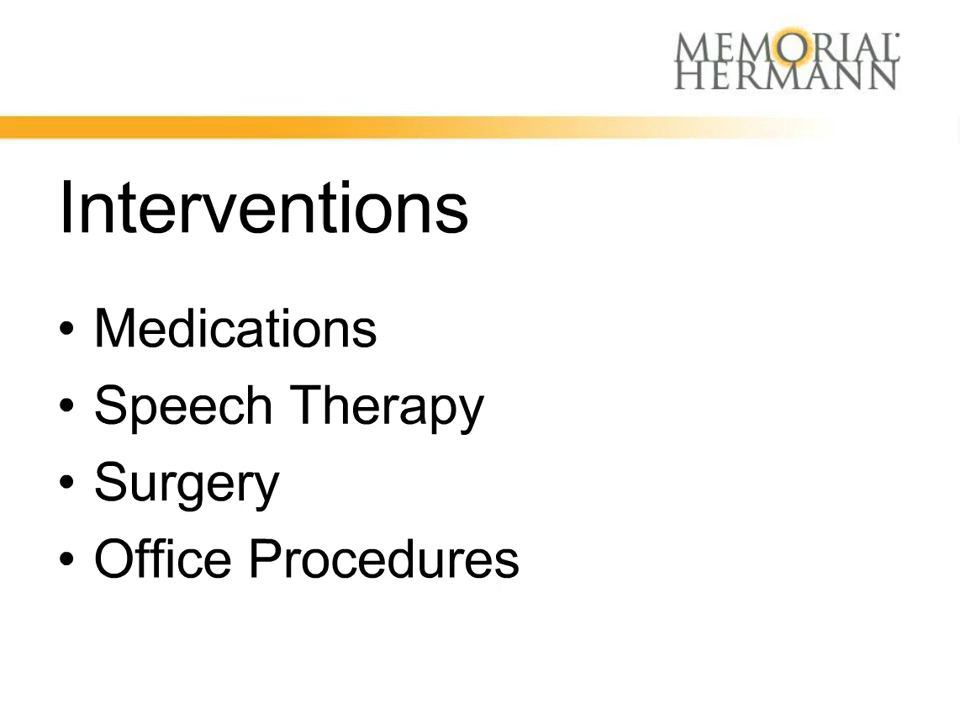 MEMORIAL
HERMANN
Interventions
• Medications
• Speech Therapy
• Surgery
• Office Procedures